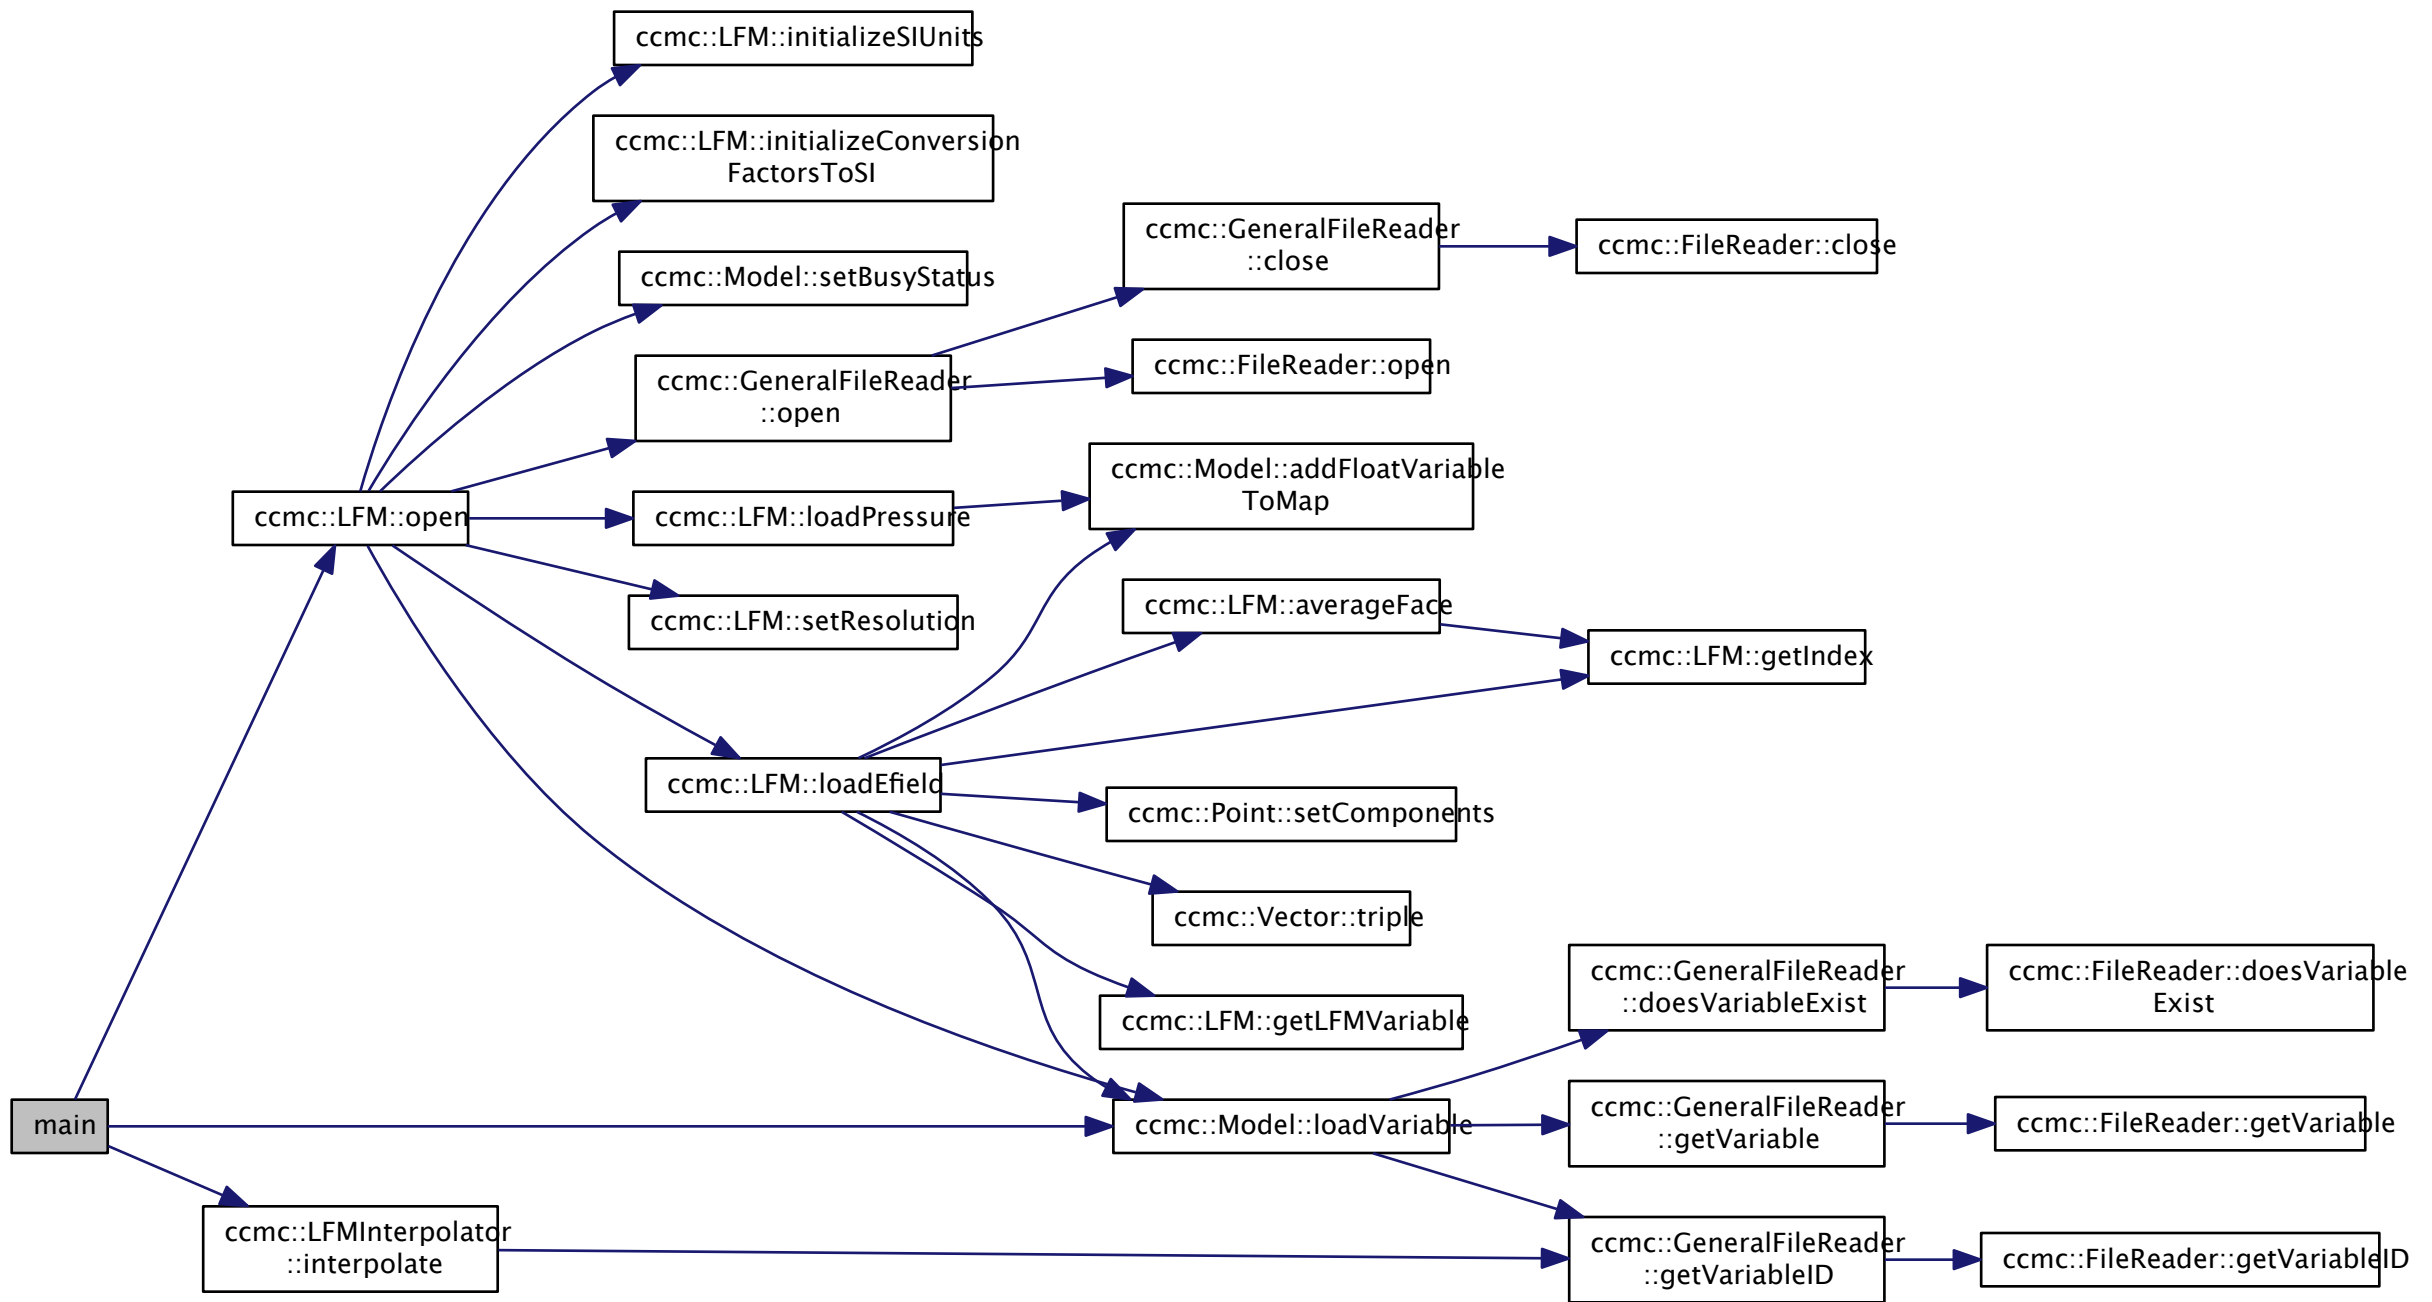 ccmc::LFM::initializeSIUnits
ccmc::LFM::initializeConversion
FactorsToSI
ccmc::GeneralFileReader
::close
ccmc::FileReader::close
ccmc::Model::setBusyStatus
ccmc::FileReader::open
ccmc::GeneralFileReader
::open
ccmc::Model::addFloatVariable
ToMap
ccmc::LFM::open
ccmc::LFM::loadPressure
ccmc::LFM::averageFace
ccmc::LFM::setResolution
ccmc::LFM::getIndex
ccmc::LFM::loadEfield
ccmc::Point::setComponents
ccmc::Vector::triple
ccmc::GeneralFileReader
::doesVariableExist
ccmc::FileReader::doesVariable
Exist
ccmc::LFM::getLFMVariable
main
ccmc::Model::loadVariable
ccmc::GeneralFileReader
::getVariable
ccmc::FileReader::getVariable
ccmc::LFMInterpolator
::interpolate
ccmc::GeneralFileReader
::getVariableID
ccmc::FileReader::getVariableID